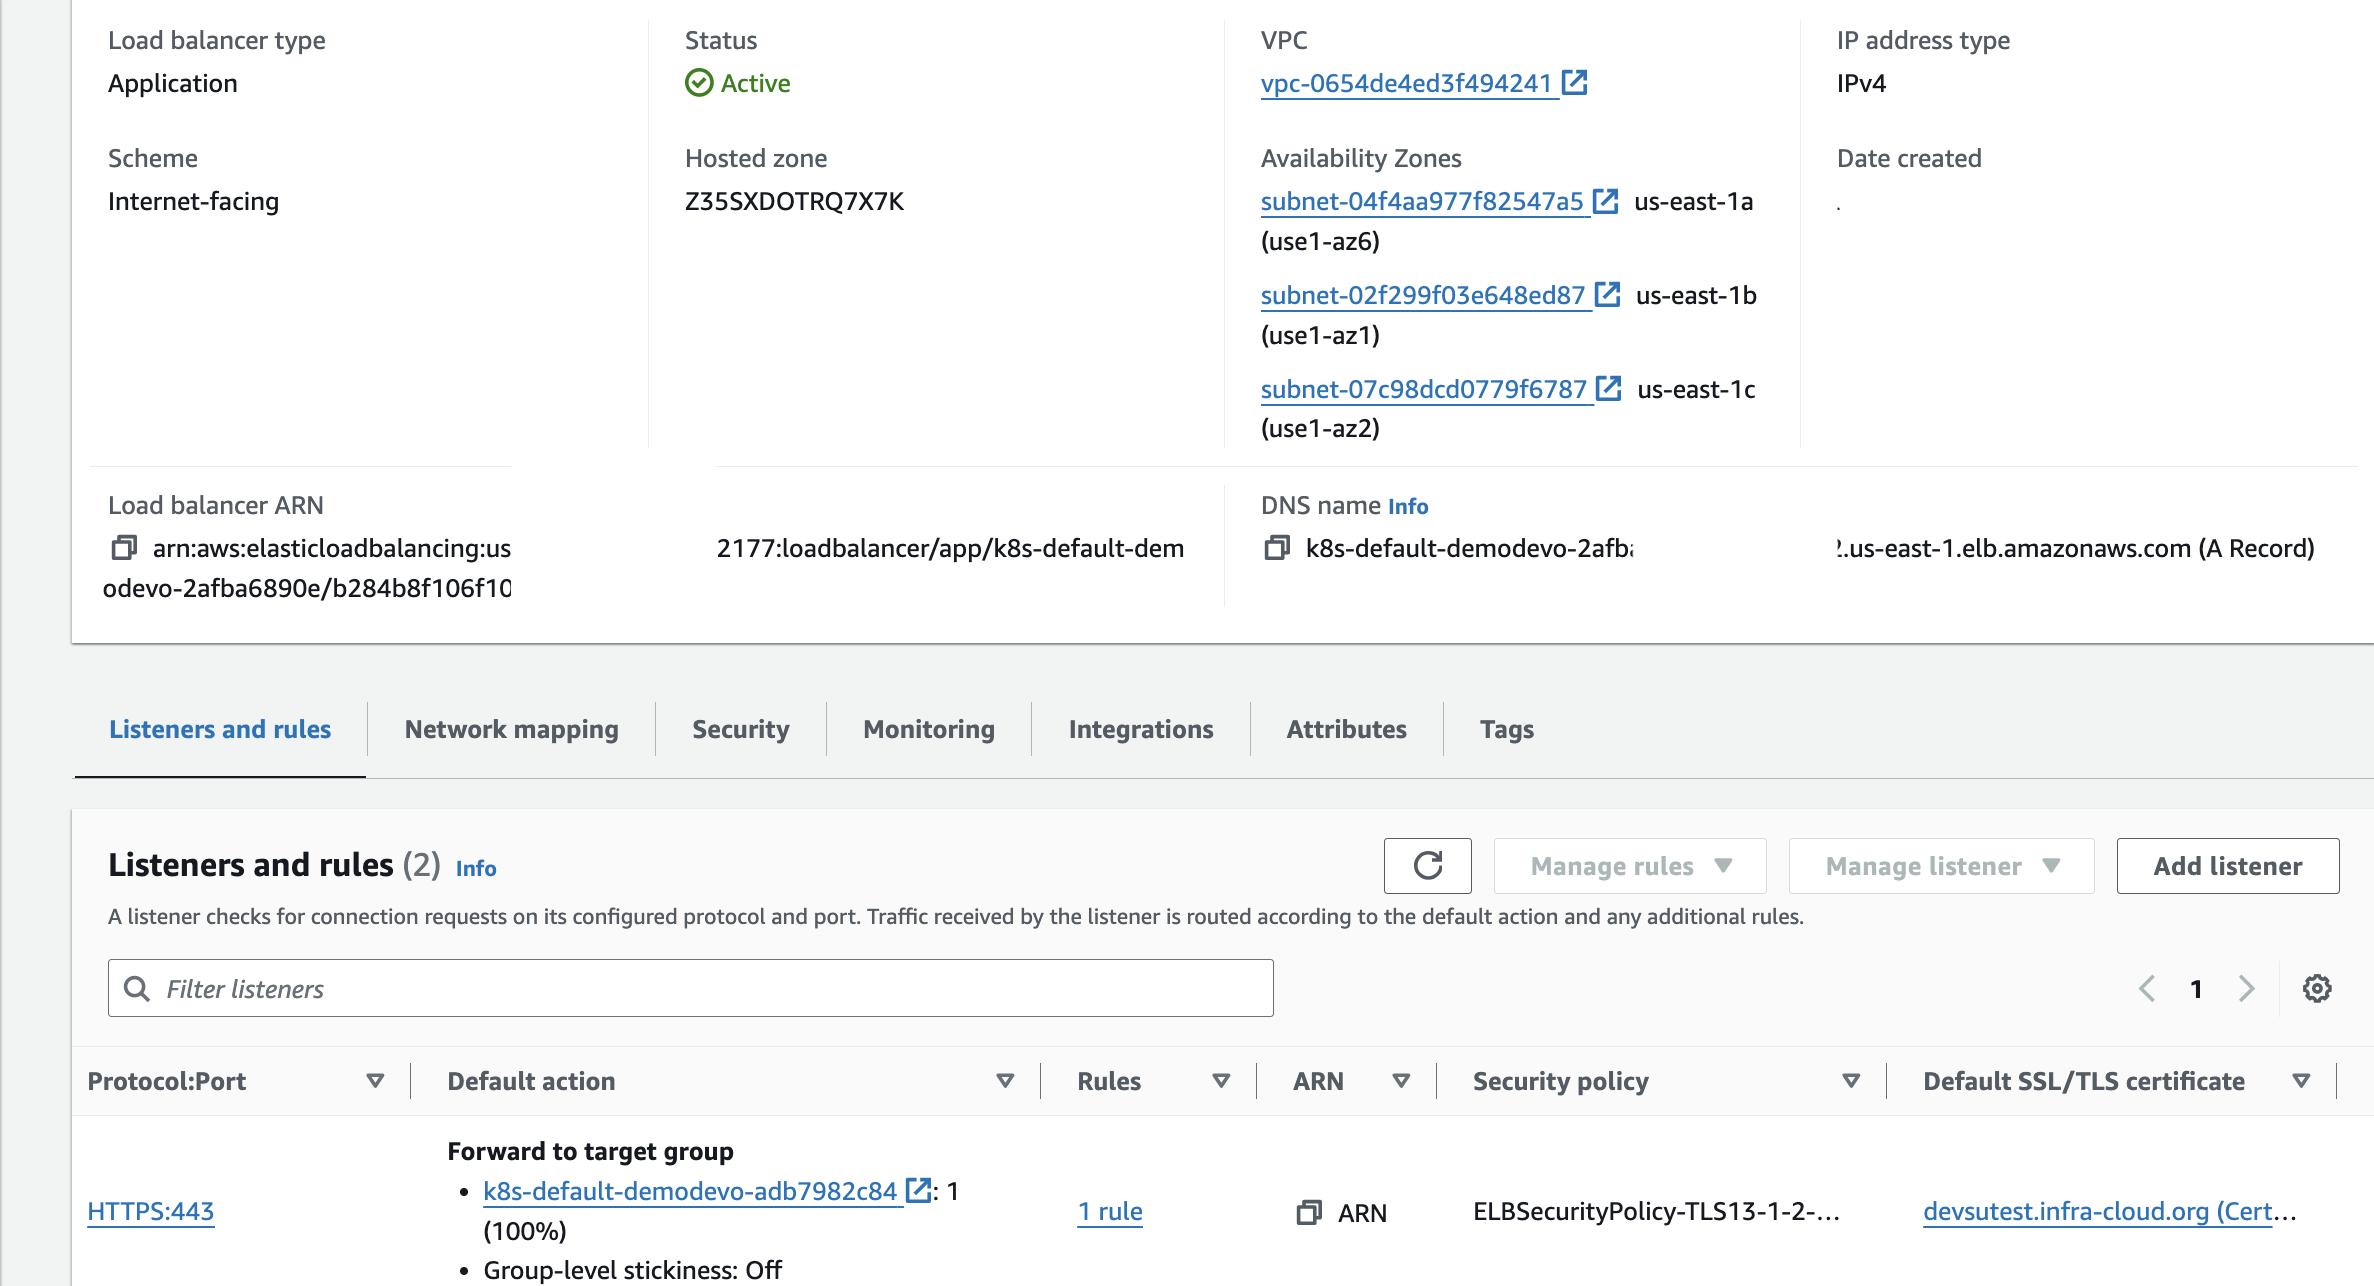 Load balancer type
Application
Status
Active
VPC
vpc-0654de4ed3f494241
IP address type
IPv4
Scheme
Internet-facing
Hosted zone
Z35SXDOTRQ7X7K
Availability Zones
subnet-04f4aa977f82547a5 us-east-1a
(use1-az6)
subnet-02f299f03e648ed87 us-east-1b
(use1-az1)
subnet-07c98dcd0779f6787 us-east-1c
(use1-az2)
Date created
Load balancer ARN
arn:aws:elasticloadbalancing:us 2177:loadbalancer/app/k8s-default-dem
odevo-2afba6890e/b284b8f106f10
DNS name Info
k8s-default-demodevo-2afba .us-east-1.elb.amazonaws.com (A Record)
Listeners and rules
Network mapping
Security
Monitoring
Integrations
Attributes
Tags
Listeners and rules (2) Info
Manage rules
Manage listener
Add listener
A listener checks for connection requests on its configured protocol and port. Traffic received by the listener is routed according to the default action and any additional rules.
Filter listeners
1
Protocol:Port
Default action
Rules
ARN
Security policy
Default SSL/TLS certificate
HTTPS:443
Forward to target group
• k8s-default-demodevo-adb7982c84 : 1
(100%)
• Group-level stickiness: Off
1 rule
ARN
ELBSecurityPolicy-TLS13-1-2-...
devsutest.infra-cloud.org (Cert...